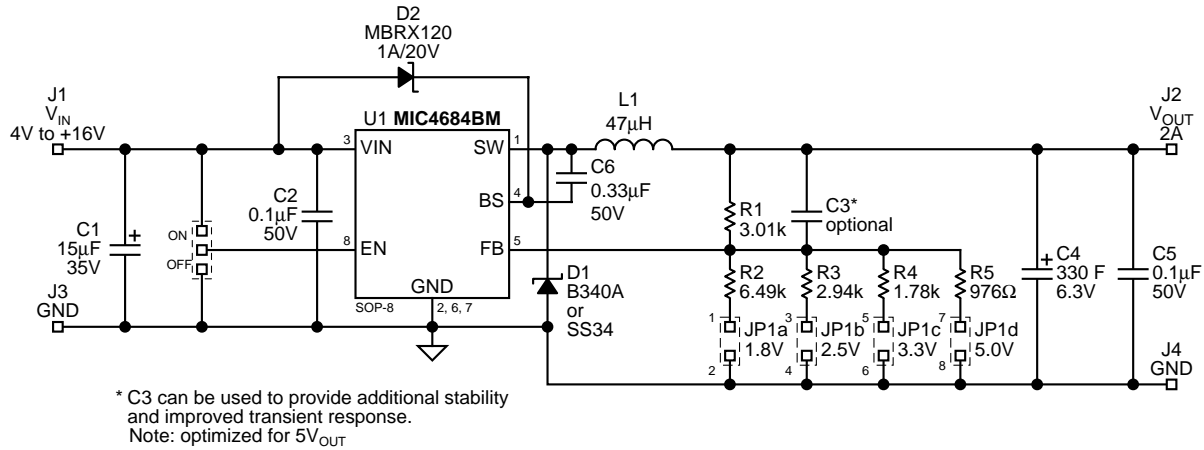 D2
MBRX120
1A/20V
J1
VIN
4V to +16V
U1 MIC4684BM
3
VIN
SW
1
L1
47μH
J2
VOUT
2A
C1
15μF
35V
ON
OFF
C2
0.1μF
50V
BS
4
C6
0.33μF
50V
8
EN
FB
5
R1
3.01k
C3*
optional
GND
SOP-8
2, 6, 7
D1
B340A
or
SS34
R2
6.49k
R3
2.94k
R4
1.78k
R5
976Ω
C4
330 F
6.3V
C5
0.1μF
50V
J3
GND
1
JP1a
1.8V
2
3
JP1b
2.5V
4
5
JP1c
3.3V
6
7
JP1d
5.0V
8
J4
GND
* C3 can be used to provide additional stability
and improved transient response.
Note: optimized for 5VOUT